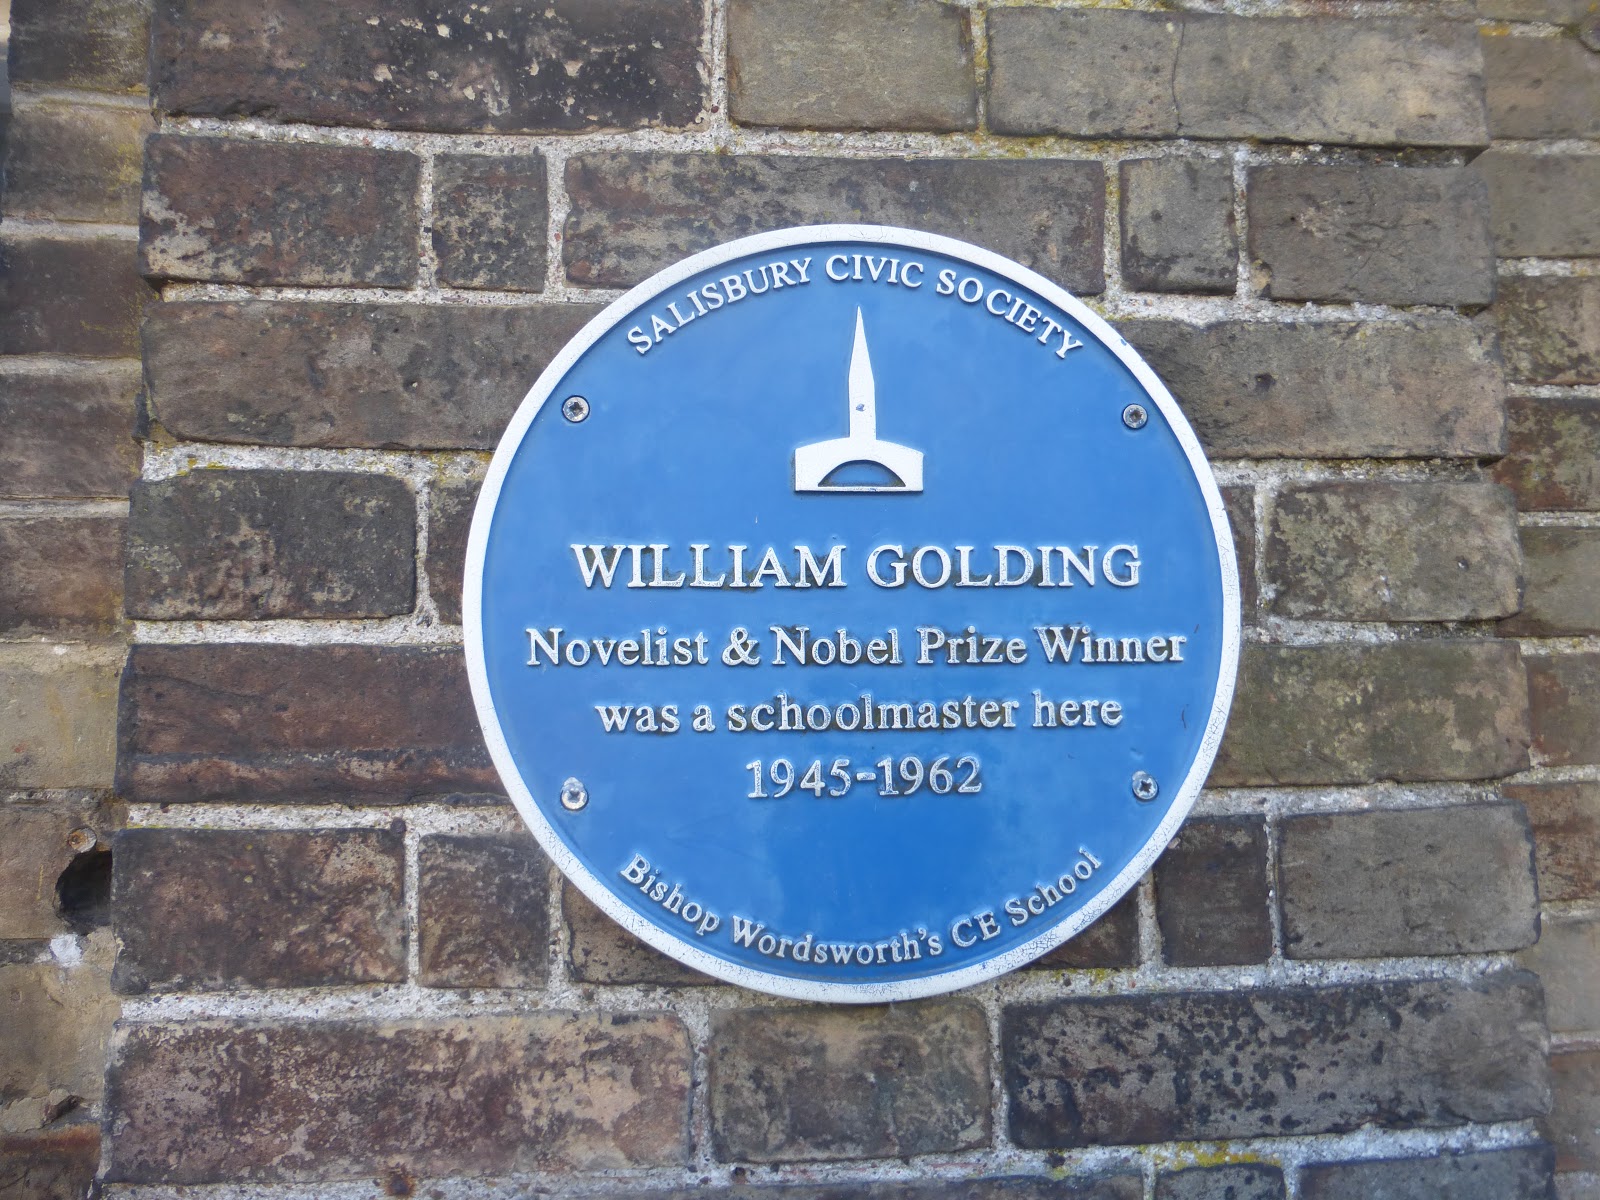 SALISBURY CIVIC SOCIETY
WILLIAM GOLDING
Novelist & Nobel Prize Winner
was a schoolmaster here
1945-1962
Bishop Wordsworth's CE School